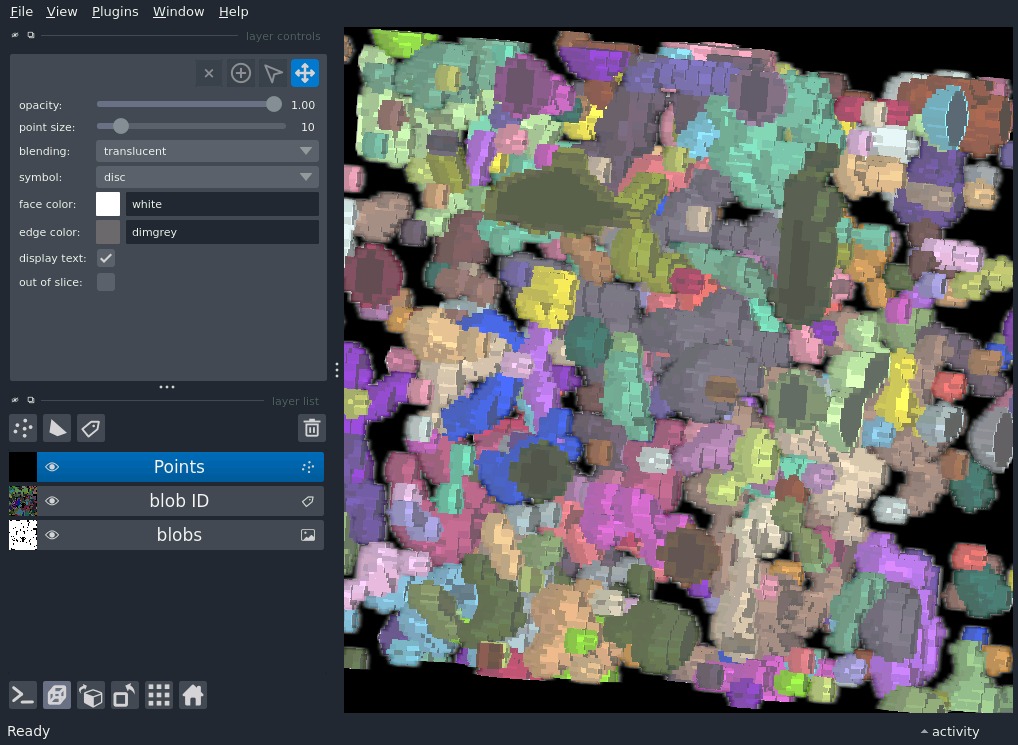 File View Plugins Window Help
layer controls
opacity: 1.00
point size: 10
blending: translucent
symbol: disc
face color: white
edge color: dimgrey
display text:
out of slice:
layer list
Points
blob ID
blobs
Ready
activity